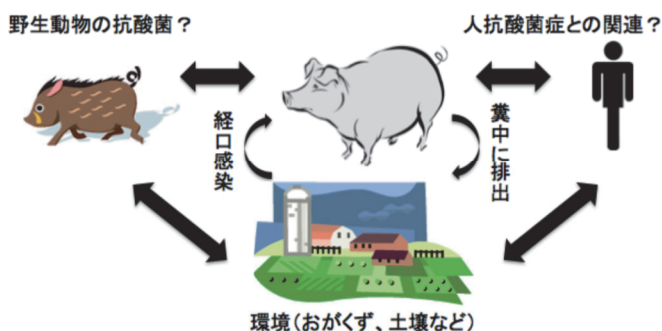 野生動物の抗酸菌？
人抗酸菌症との関連？
経口感染
糞中に排出
環境（おがくず、土壌など）